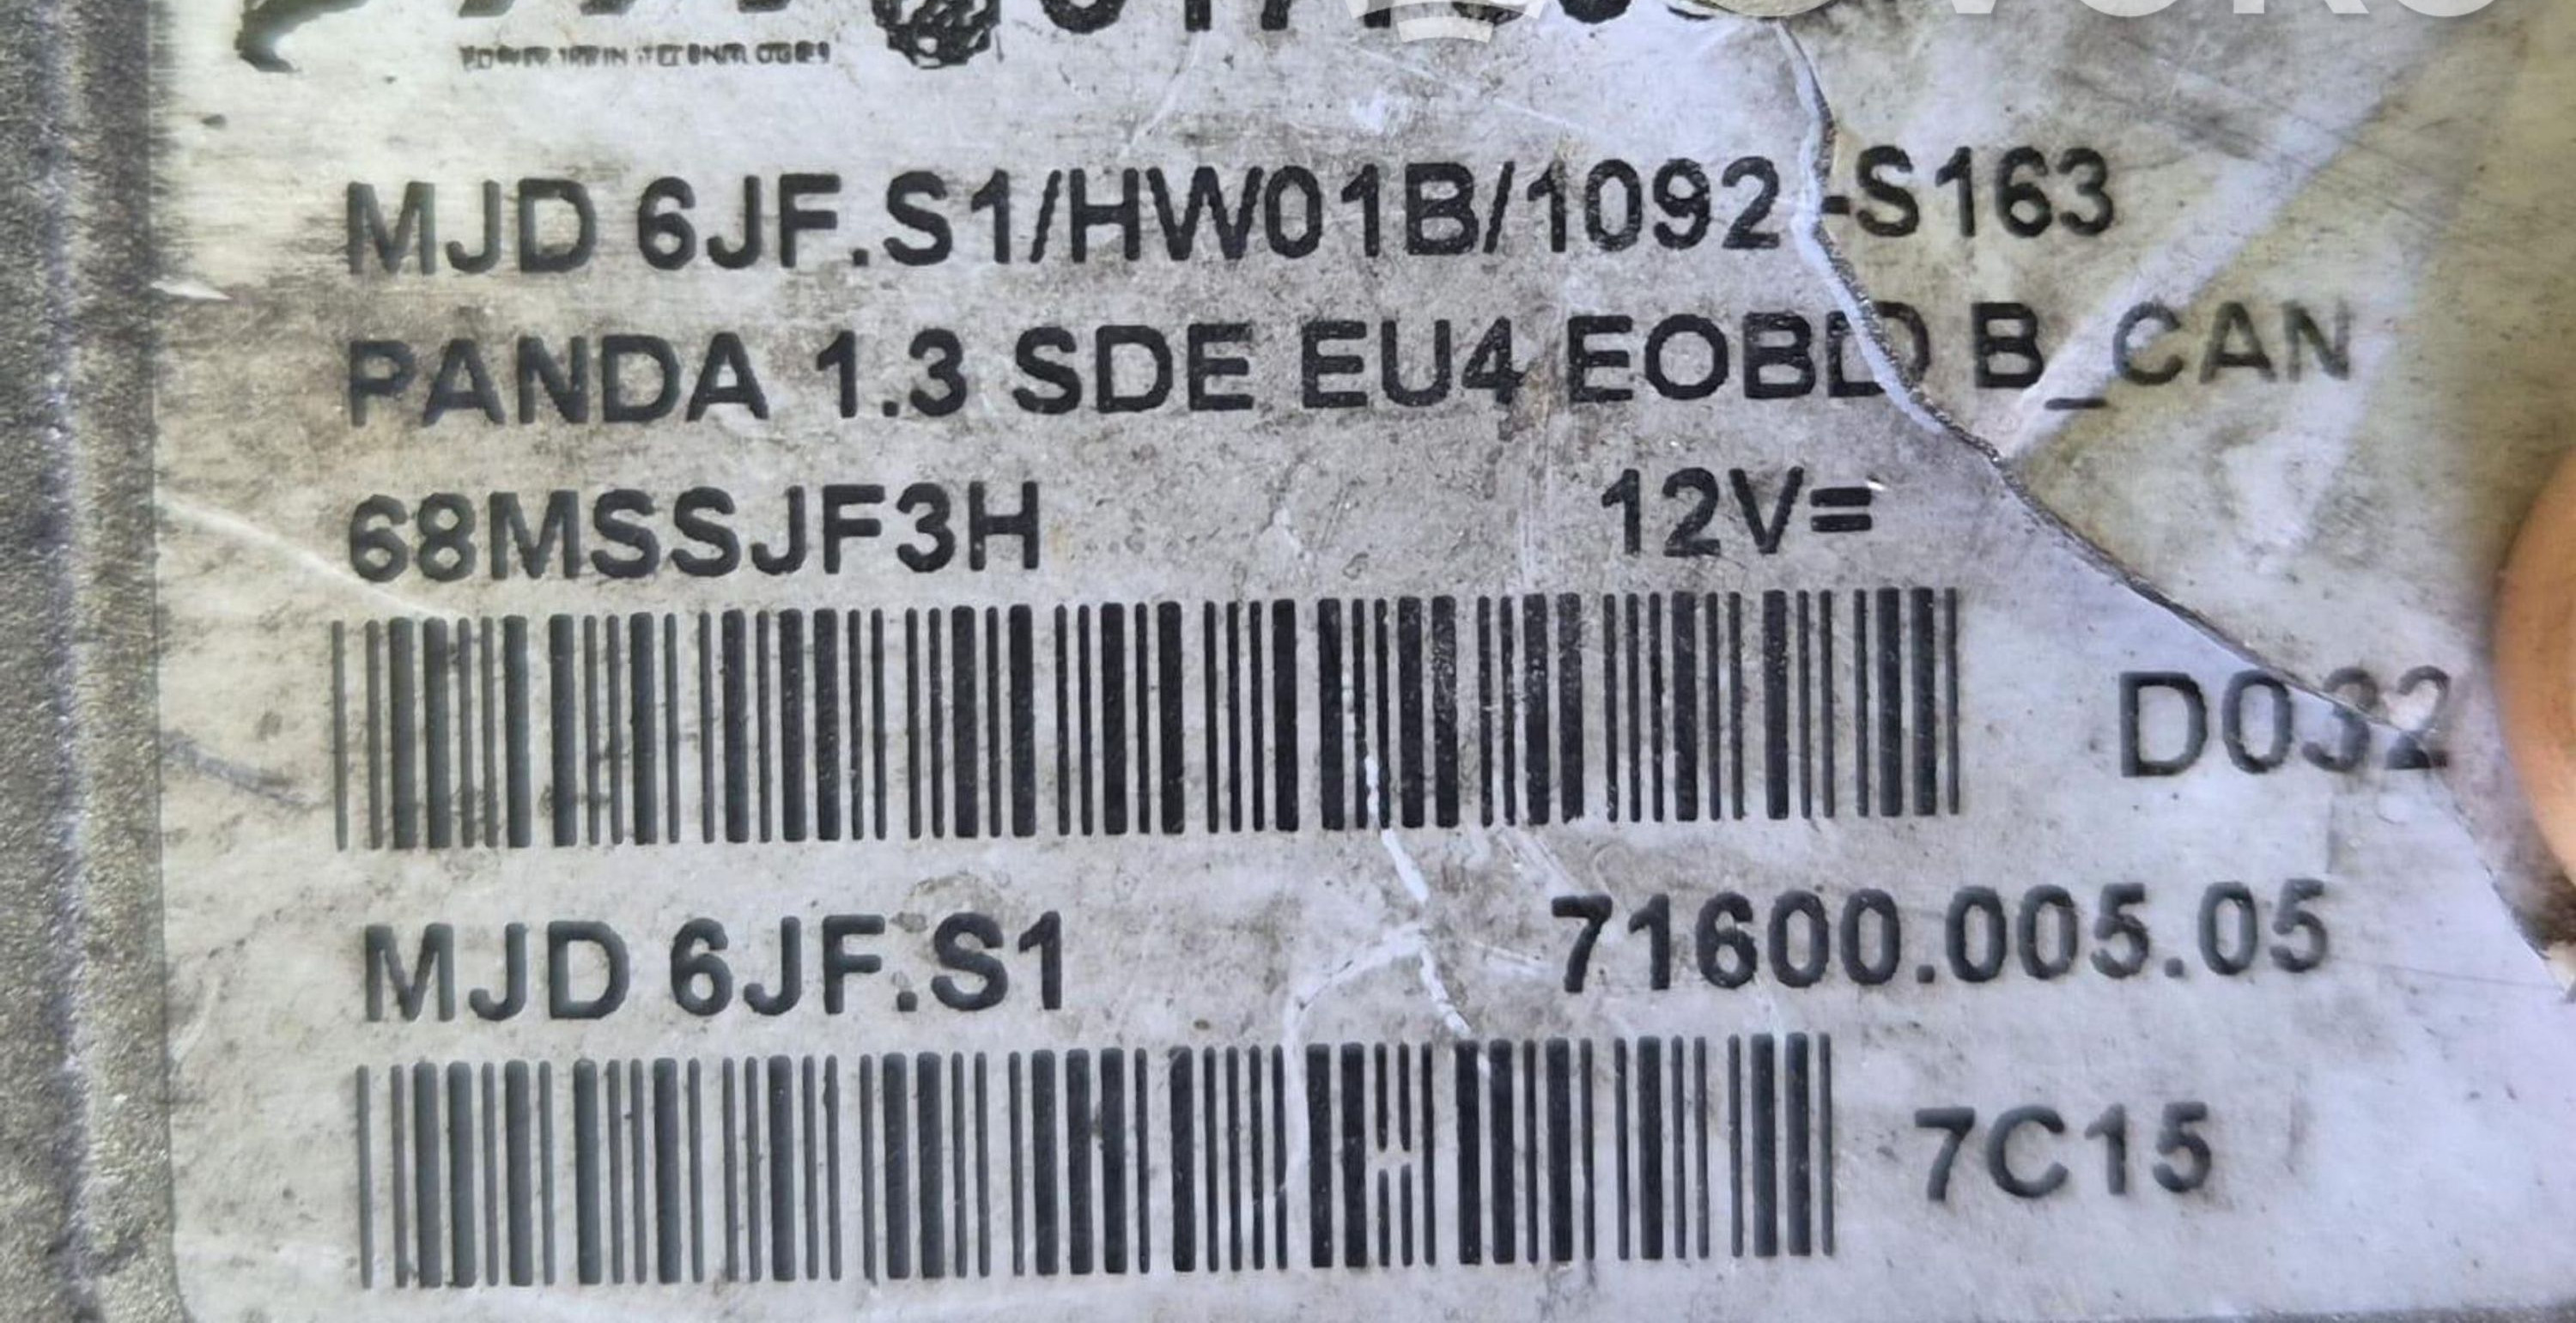 MJD 6JF.S1/HW01B/1092 -S163
PANDA 1.3 SDE EU4 EOBD B_CAN
68MSSJF3H 12V=
D032
MJD 6JF.S1 71600.005.05
7C15